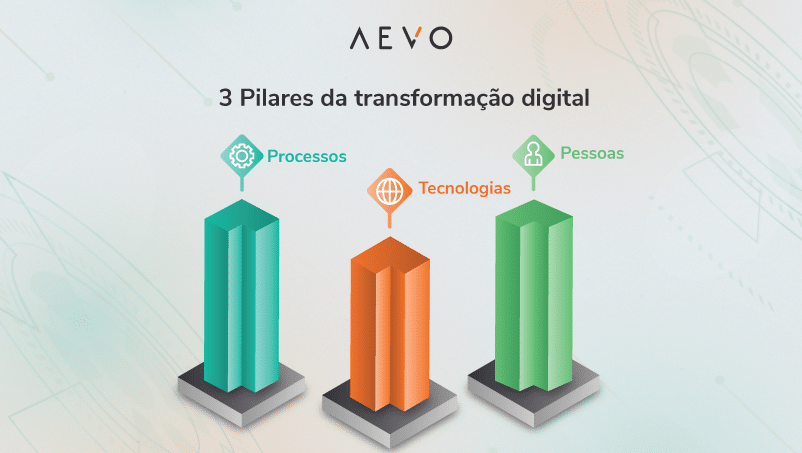 AEVO
3 Pilares da transformação digital
Processos
Tecnologias
Pessoas